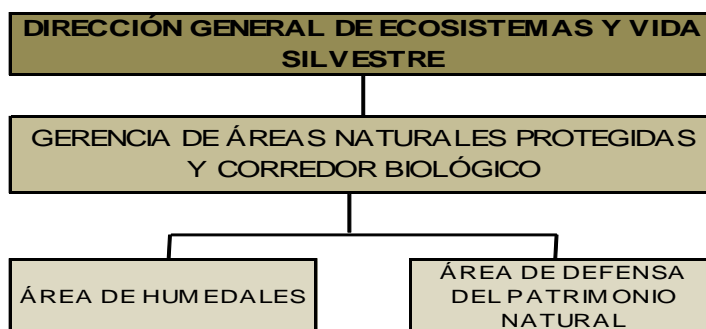 DIRECCIÓN GENERAL DE ECOSISTEMAS Y VIDA
SILVESTRE
GERENCIA DE ÁREAS NATURALES PROTEGIDAS
Y CORREDOR BIOLÓGICO
ÁREA DE HUMEDALES
ÁREA DE DEFENSA
DEL PATRIMONIO
NATURAL